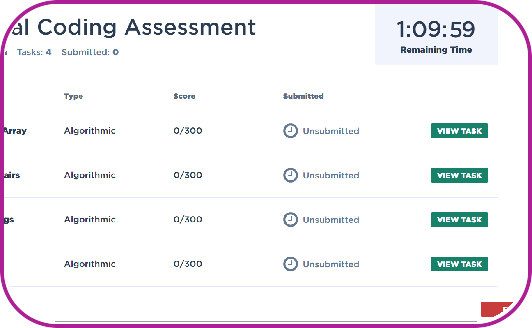 al Coding Assessment
1:09:59
Tasks: 4 Submitted: 0
Remaining Time
Type Score Submitted
Array Algorithmic 0/300 Unsubmitted VIEW TASK
airs Algorithmic 0/300 Unsubmitted VIEW TASK
gs Algorithmic 0/300 Unsubmitted VIEW TASK
Algorithmic 0/300 Unsubmitted VIEW TASK